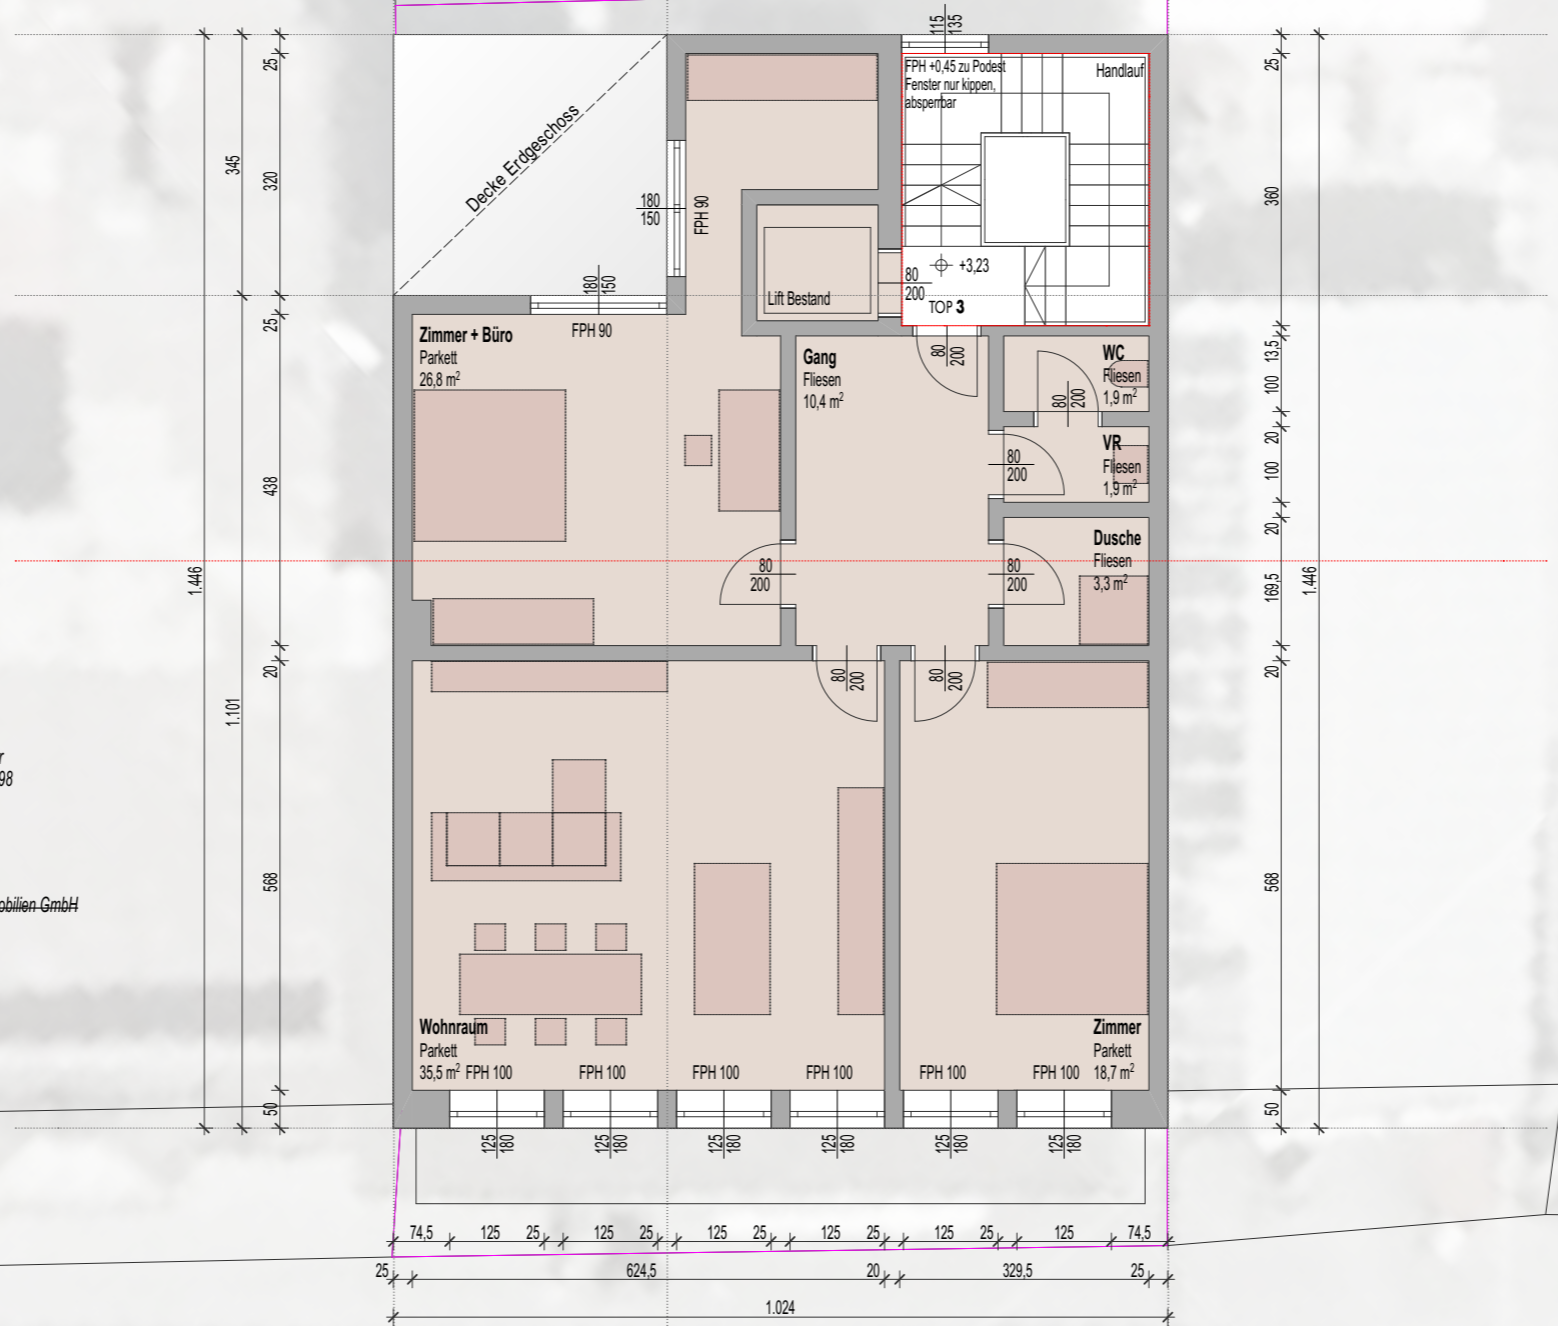 115
135
25
FPH +0,45 zu Podest
Fenster nur kippen,
absperrbar
Handlauf
25
345
320
Decke Erdgeschoss
180
150
FPH 90
360
80
200
+3,23
TOP 3
Lift Bestand
180
150
FPH 90
25
Zimmer + Büro
Parkett
26,8 m²
Gang
Fliesen
10,4 m²
80
200
WC
Fliesen
1,9 m²
80
200
13,5
100
20
VR
Fliesen
1,9 m²
80
200
100
438
20
Dusche
Fliesen
3,3 m²
80
200
80
200
169,5
1.446
1.446
20
80
200
80
200
20
1.101
r
98
568
568
obilien GmbH
Wohnraum
Parkett
35,5 m²
FPH 100
FPH 100
FPH 100
FPH 100
FPH 100
FPH 100
Zimmer
Parkett
18,7 m²
50
50
125
180
125
180
125
180
125
180
125
180
125
180
74,5 125 25 125 25 125 25 125 25 125 25 125 74,5
25 624,5 20 329,5 25
1.024